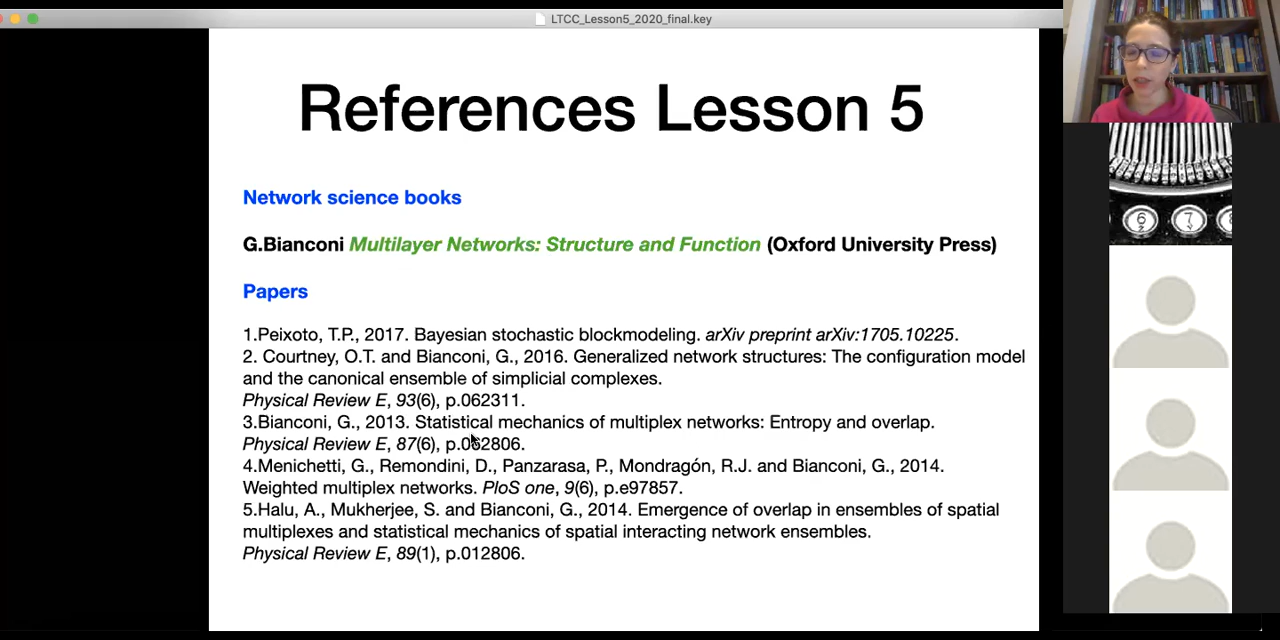 LTCC_Lesson5_2020_final.key
References Lesson 5
Network science books
G.Bianconi Multilayer Networks: Structure and Function (Oxford University Press)
Papers
1.Peixoto, T.P., 2017. Bayesian stochastic blockmodeling. arXiv preprint arXiv:1705.10225.
2. Courtney, O.T. and Bianconi, G., 2016. Generalized network structures: The configuration model
and the canonical ensemble of simplicial complexes.
Physical Review E, 93(6), p.062311.
3.Bianconi, G., 2013. Statistical mechanics of multiplex networks: Entropy and overlap.
Physical Review E, 87(6), p.062806.
4.Menichetti, G., Remondini, D., Panzarasa, P., Mondragón, R.J. and Bianconi, G., 2014.
Weighted multiplex networks. PloS one, 9(6), p.e97857.
5.Halu, A., Mukherjee, S. and Bianconi, G., 2014. Emergence of overlap in ensembles of spatial
multiplexes and statistical mechanics of spatial interacting network ensembles.
Physical Review E, 89(1), p.012806.
6 7